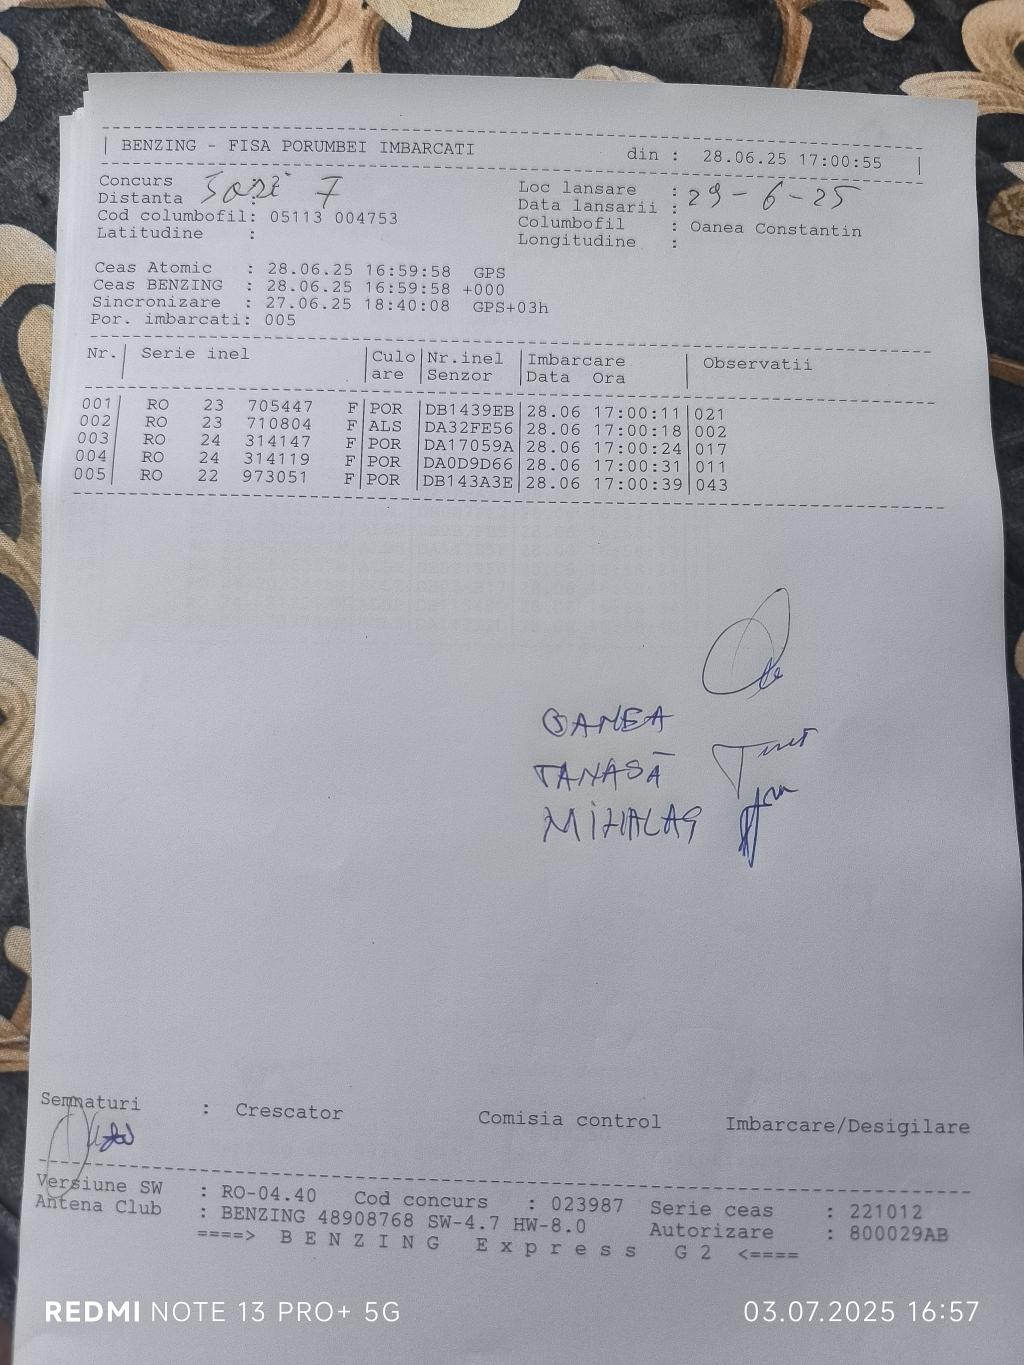 BENZING - FISA PORUMBEI IMBARCATI din : 28.06.25 17:00:55
Concurs : 7 Loc lansare :
Distanta : Data lansarii : 29-6-25
Cod columbofil: 05113 004753 Columbofil : Oanea Constantin
Latitudine : Longitudine :
Ceas Atomic : 28.06.25 16:59:58 GPS
Ceas BENZING : 28.06.25 16:59:58 +000
Sincronizare : 27.06.25 18:40:08 GPS+03h
Por. imbarcati: 005
Nr.| Serie inel |Culo|Nr.inel |Imbarcare | Observatii
|are |Senzor |Data Ora |
001| RO 23 705447 F|POR |DB1439EB|28.06 17:00:11|021
002| RO 23 710804 F|ALS |DA32FE56|28.06 17:00:18|002
003| RO 24 314147 F|POR |DA17059A|28.06 17:00:24|017
004| RO 24 314119 F|POR |DA0D9D66|28.06 17:00:31|011
005| RO 22 973051 F|POR |DB143A3E|28.06 17:00:39|043
OANEA
TANASĂ
MIHALAȘ
Semnaturi : Crescator Comisia control Imbarcare/Desigilare
Versiune SW : RO-04.40 Cod concurs : 023987 Serie ceas : 221012
Antena Club : BENZING 48908768 SW-4.7 HW-8.0 Autorizare : 800029AB
====> B E N Z I N G E x p r e s s G 2 <====
REDMI NOTE 13 PRO+ 5G 03.07.2025 16:57